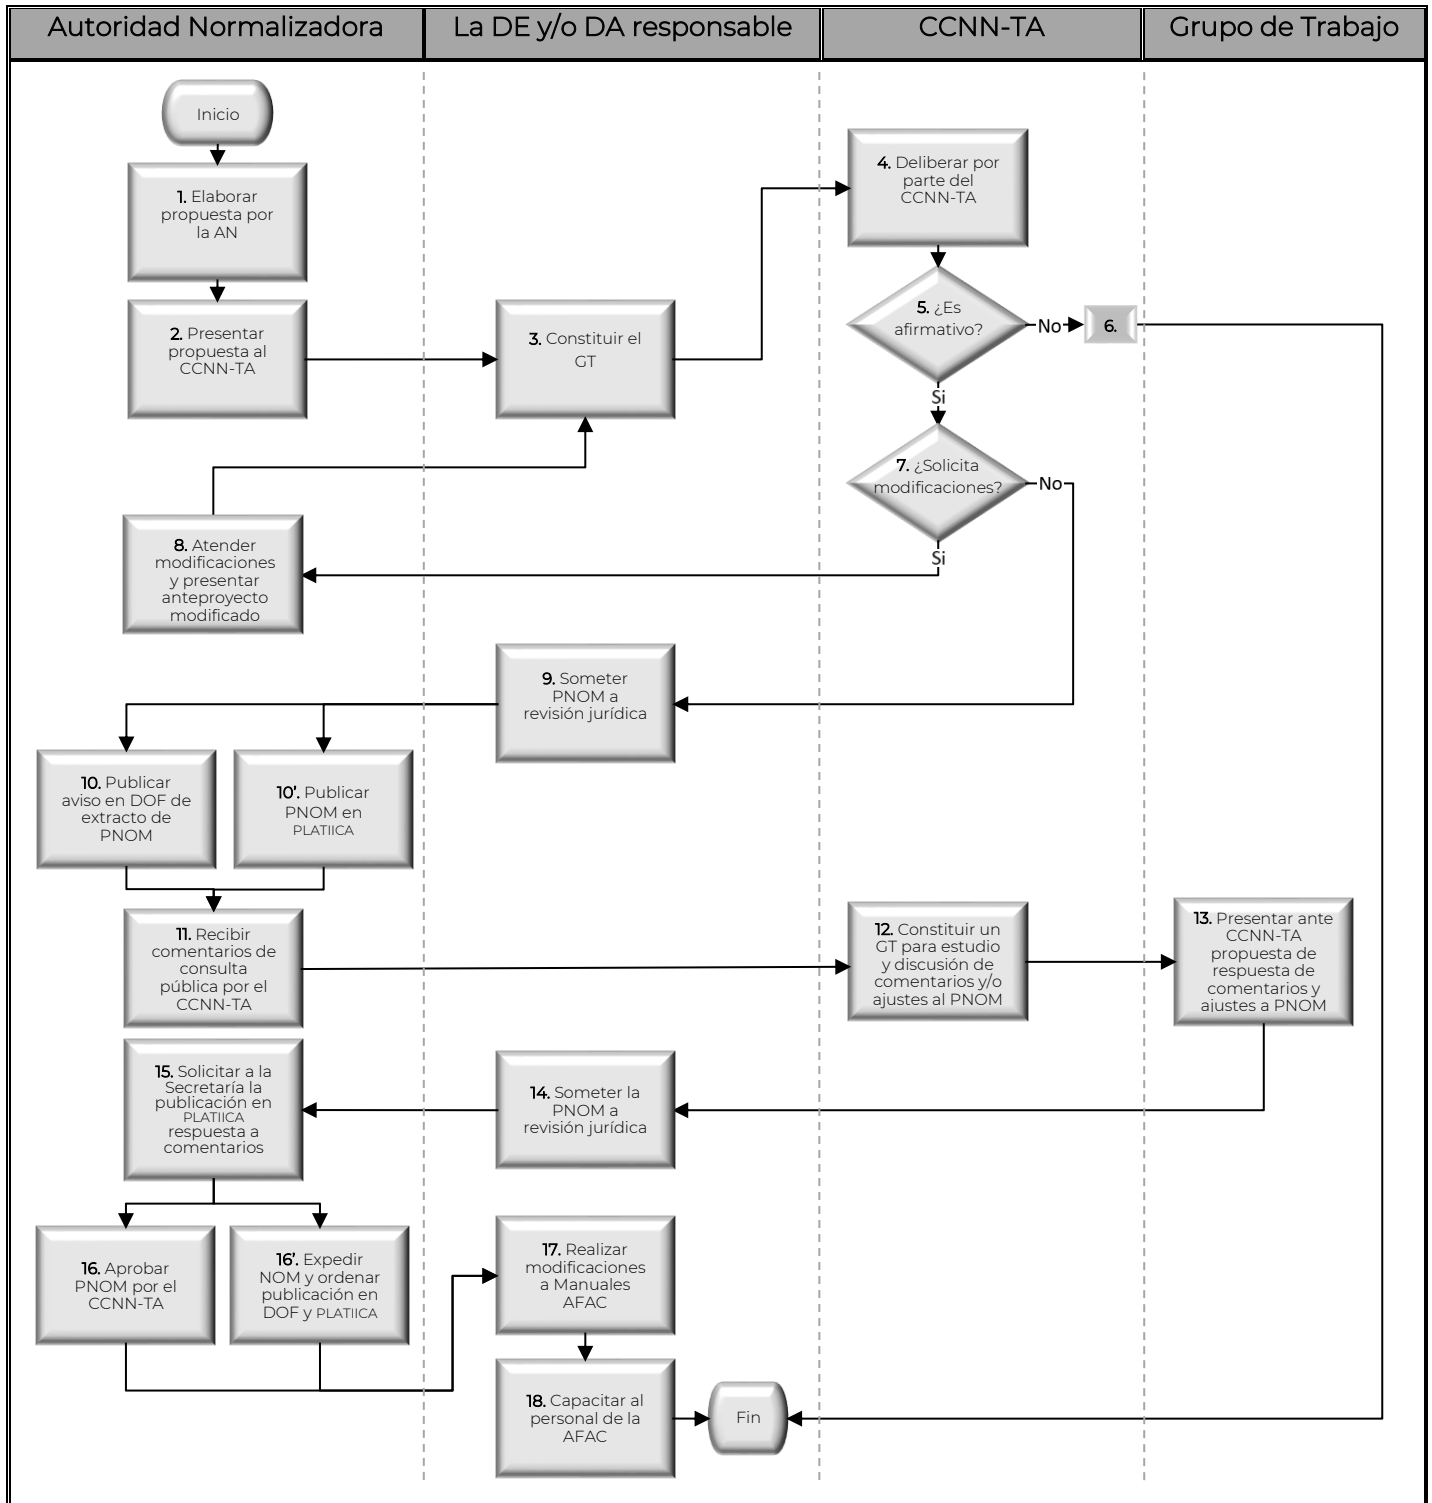 Autoridad Normalizadora
La DE y/o DA responsable
CCNN-TA
Grupo de Trabajo
Inicio
1. Elaborar
propuesta por
la AN
2. Presentar
propuesta al
CCNN-TA
3. Constituir el
GT
4. Deliberar por
parte del
CCNN-TA
5. ¿Es
afirmativo?
No
6.
Si
7. ¿Solicita
modificaciones?
No
Si
8. Atender
modificaciones
y presentar
anteproyecto
modificado
9. Someter
PNOM a
revisión jurídica
10. Publicar
aviso en DOF de
extracto de
PNOM
10'. Publicar
PNOM en
PLATIICA
11. Recibir
comentarios de
consulta
pública por el
CCNN-TA
12. Constituir un
GT para estudio
y discusión de
comentarios y/o
ajustes al PNOM
13. Presentar ante
CCNN-TA
propuesta de
respuesta de
comentarios y
ajustes a PNOM
14. Someter la
PNOM a
revisión jurídica
15. Solicitar a la
Secretaría la
publicación en
PLATIICA
respuesta a
comentarios
16. Aprobar
PNOM por el
CCNN-TA
16'. Expedir
NOM y ordenar
publicación en
DOF y PLATIICA
17. Realizar
modificaciones
a Manuales
AFAC
18. Capacitar al
personal de la
AFAC
Fin